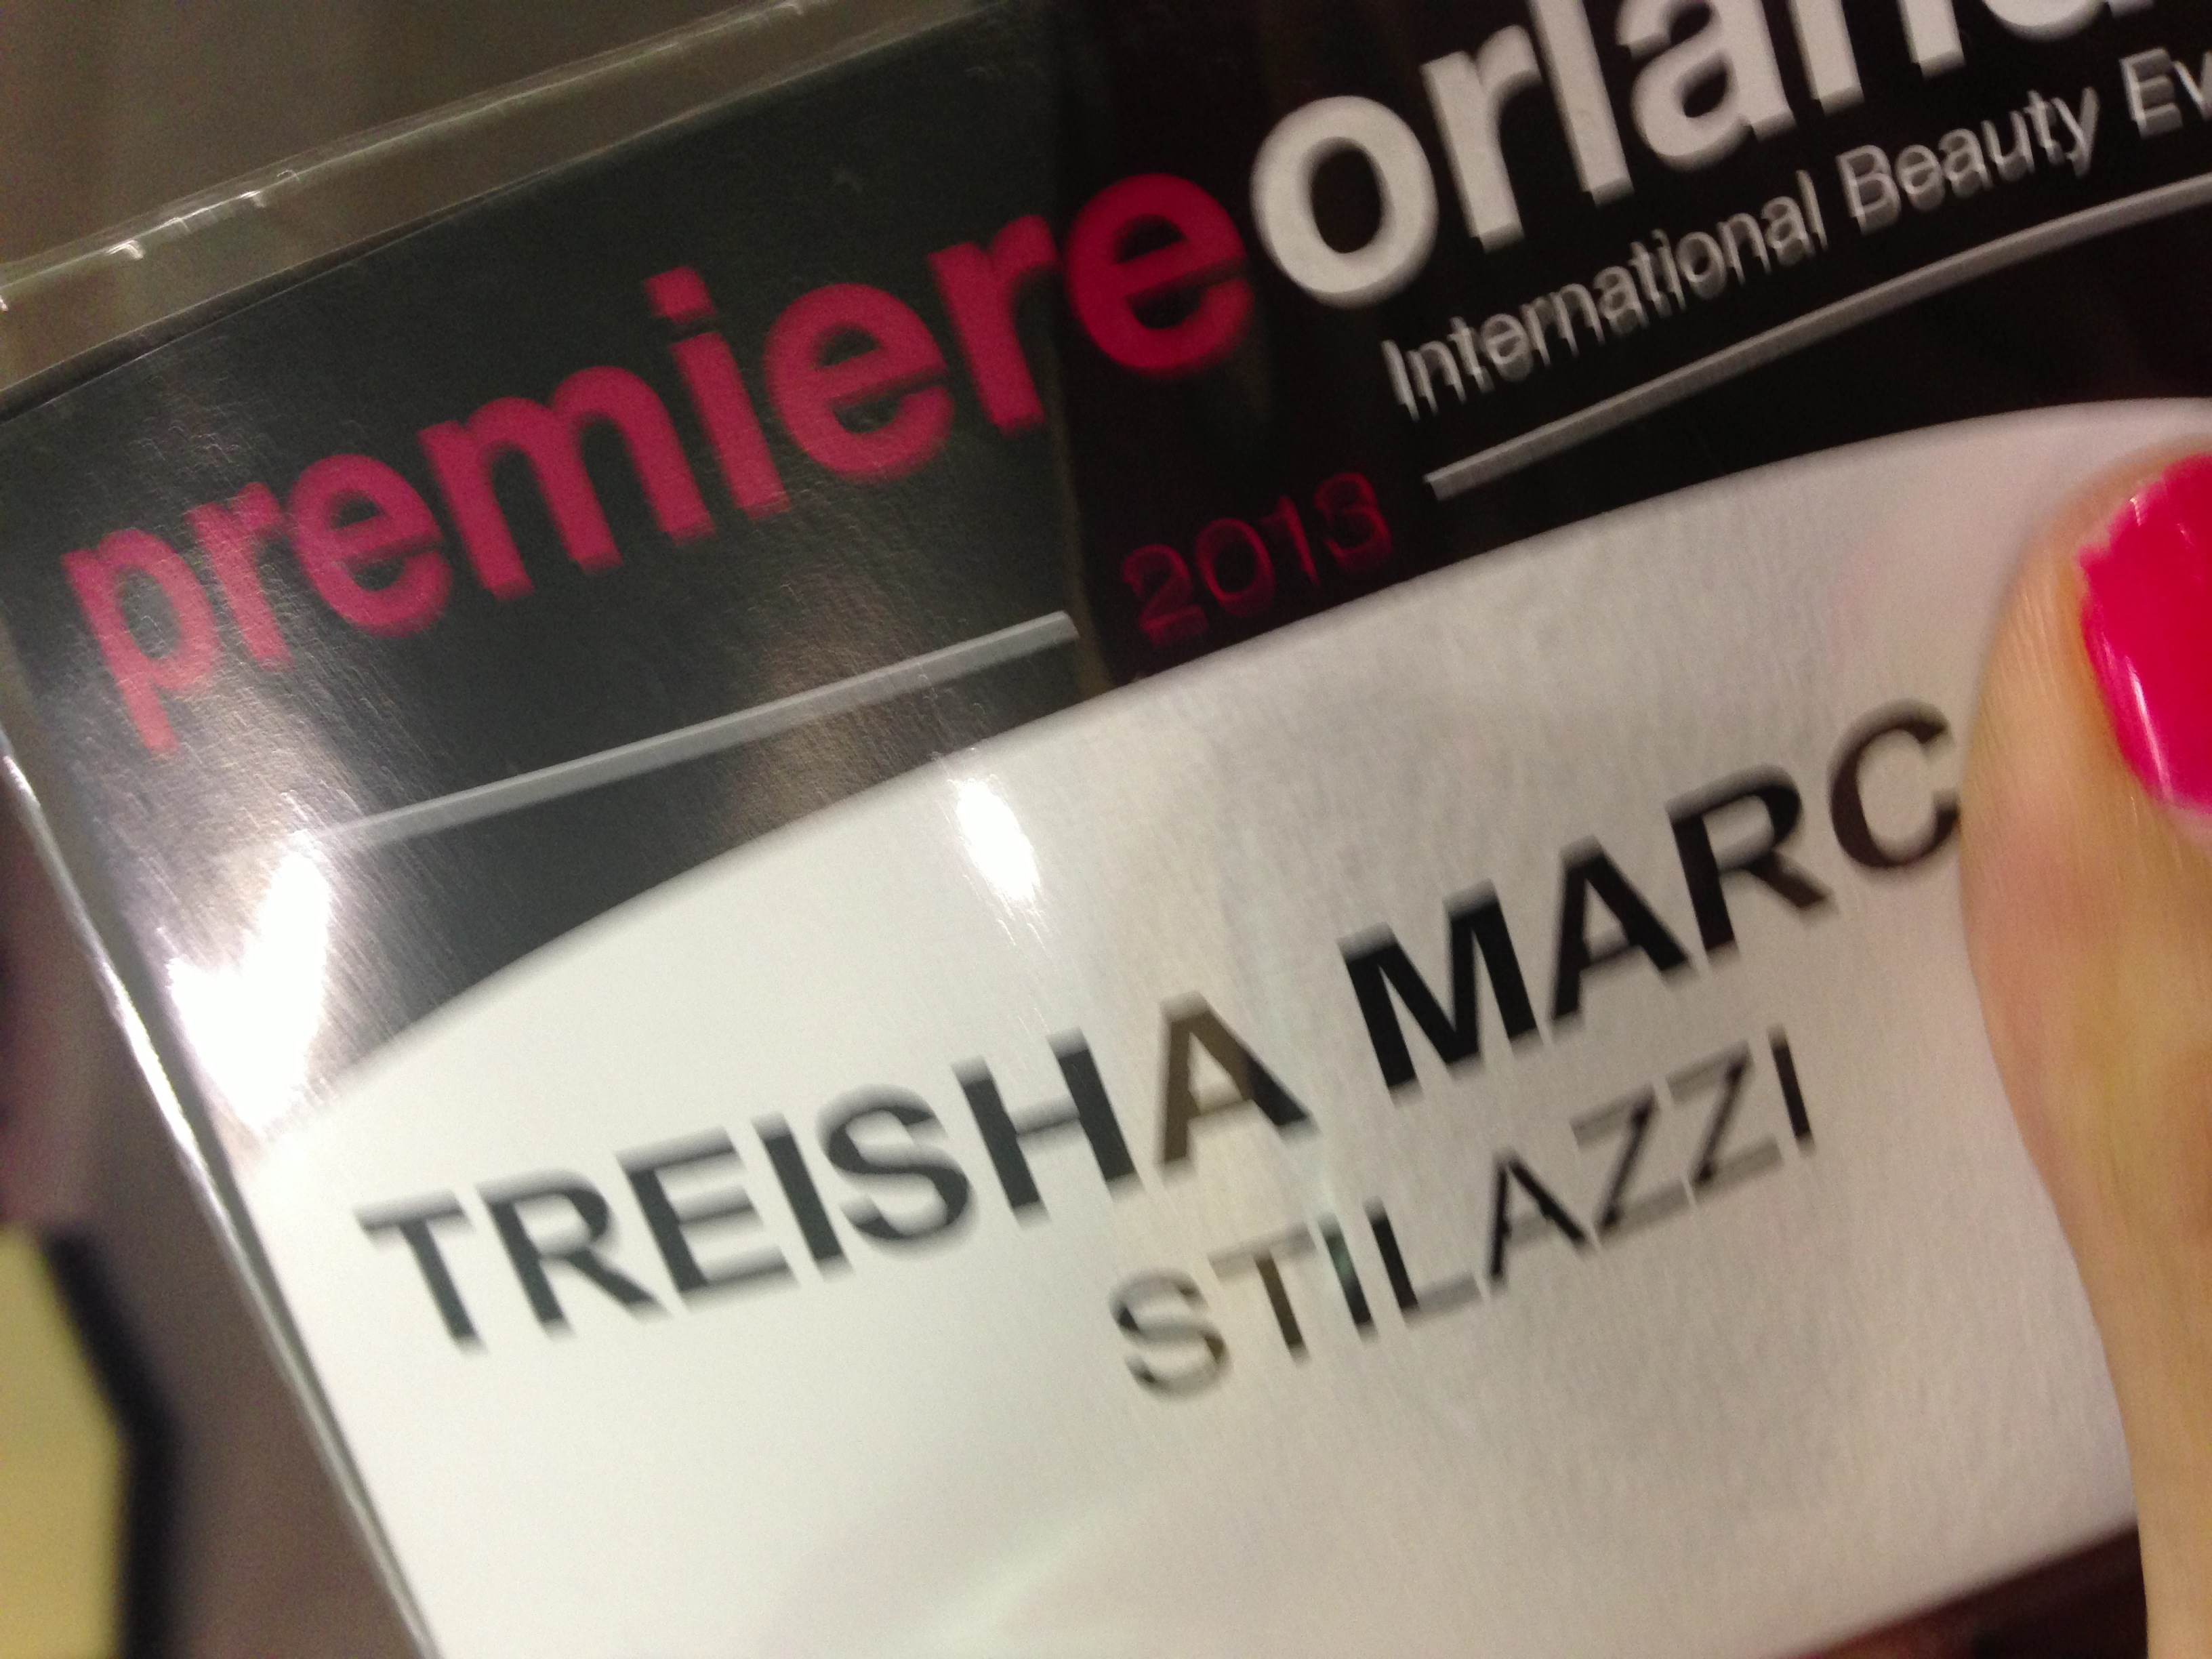 premiereorland
International Beauty Ev
2013
TREISHA MARC
STILAZZI